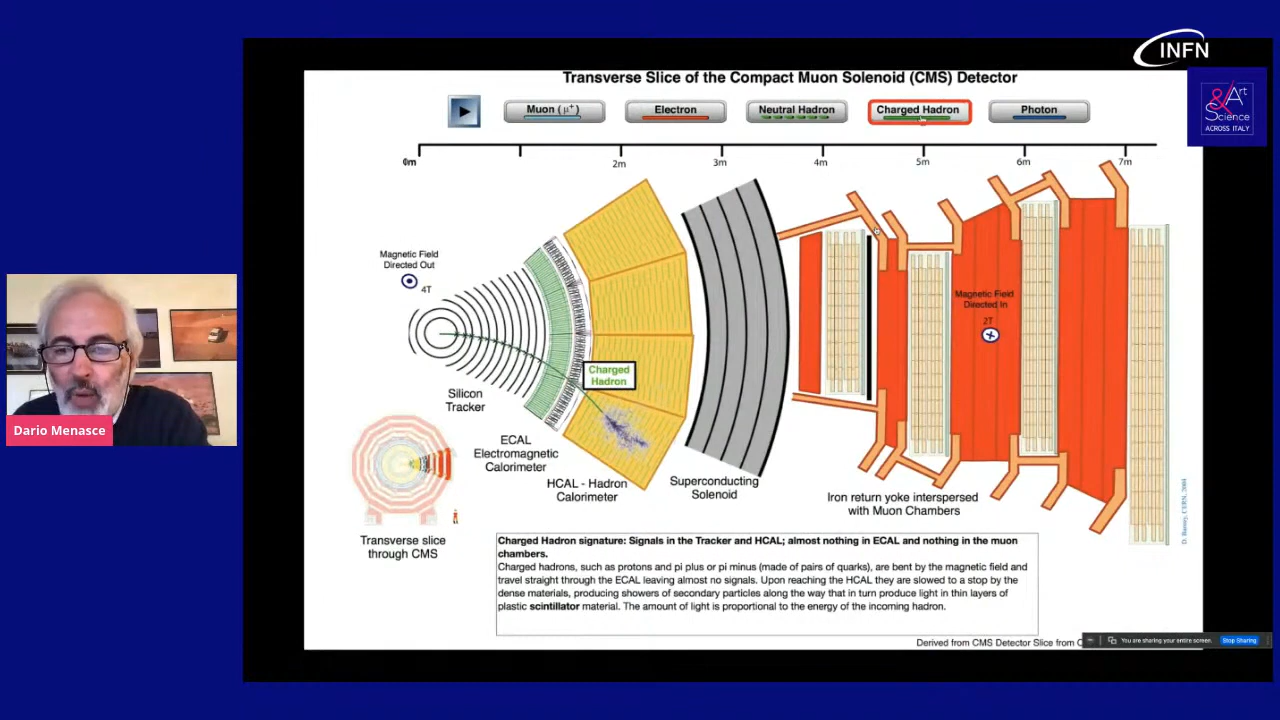 INFN
Art
&
Science
ACROSS ITALY
Transverse Slice of the Compact Muon Solenoid (CMS) Detector
Muon (μ+)
Electron
Neutral Hadron
Charged Hadron
Photon
0m
2m
3m
4m
5m
6m
7m
Magnetic Field
Directed Out
4T
Magnetic Field
Directed In
2T
Charged
Hadron
Silicon
Tracker
ECAL
Electromagnetic
Calorimeter
HCAL - Hadron
Calorimeter
Superconducting
Solenoid
Iron return yoke interspersed
with Muon Chambers
Transverse slice
through CMS
Dario Menasce
Charged Hadron signature: Signals in the Tracker and HCAL; almost nothing in ECAL and nothing in the muon
chambers.
Charged hadrons, such as protons and pi plus or pi minus (made of pairs of quarks), are bent by the magnetic field and
travel straight through the ECAL leaving almost no signals. Upon reaching the HCAL they are slowed to a stop by the
dense materials, producing showers of secondary particles along the way that in turn produce light in thin layers of
plastic scintillator material. The amount of light is proportional to the energy of the incoming hadron.
Derived from CMS Detector Slice from C
You are sharing your entire screen.
Stop Sharing